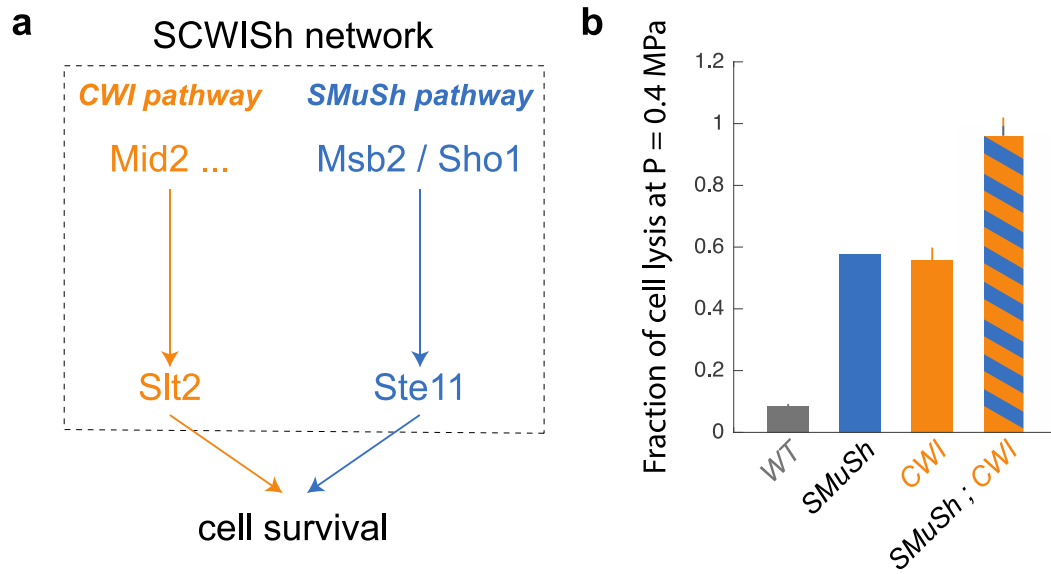 a
SCWISh network
CWI pathway
SMuSh pathway
Mid2 ...
Msb2 / Sho1
Slt2
Ste11
cell survival
b
Fraction of cell lysis at P = 0.4 MPa
1.2
1
0.8
0.6
0.4
0.2
0
WT
SMuSh
CWI
SMuSh ; CWI